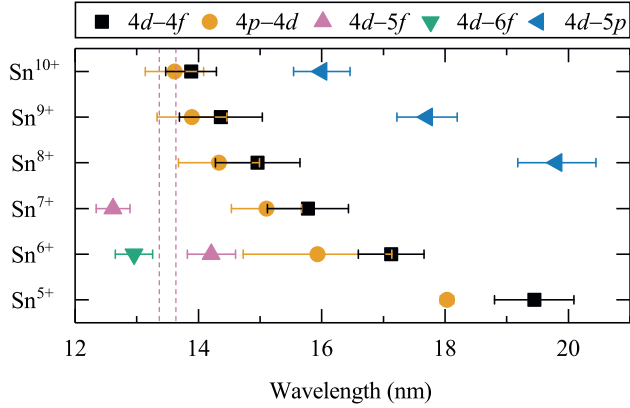 4d–4f 4p–4d 4d–5f 4d–6f 4d–5p
Sn¹⁰⁺
Sn⁹⁺
Sn⁸⁺
Sn⁷⁺
Sn⁶⁺
Sn⁵⁺
12 14 16 18 20
Wavelength (nm)